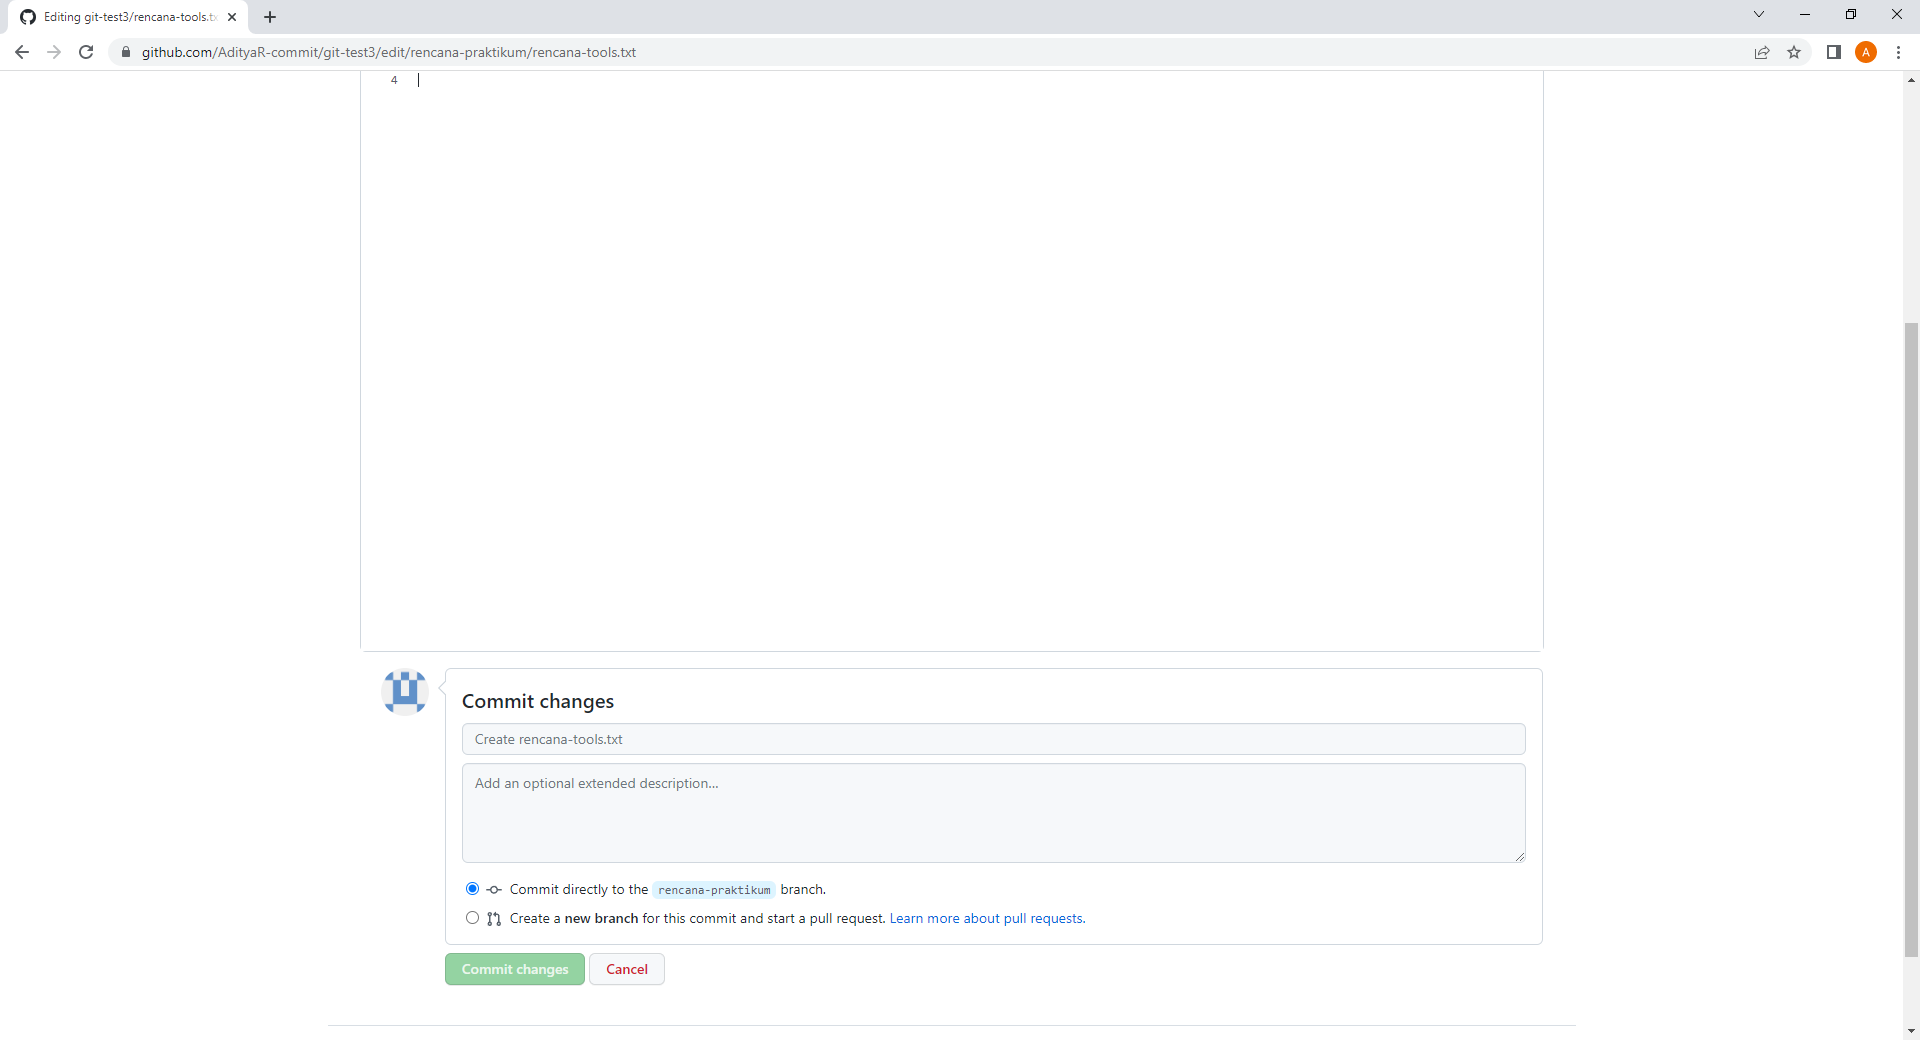 Editing git-test3/rencana-tools.tx
github.com/AdityaR-commit/git-test3/edit/rencana-praktikum/rencana-tools.txt
A
4
Commit changes
Create rencana-tools.txt
Add an optional extended description...
Commit directly to the rencana-praktikum branch.
Create a new branch for this commit and start a pull request. Learn more about pull requests.
Commit changes
Cancel